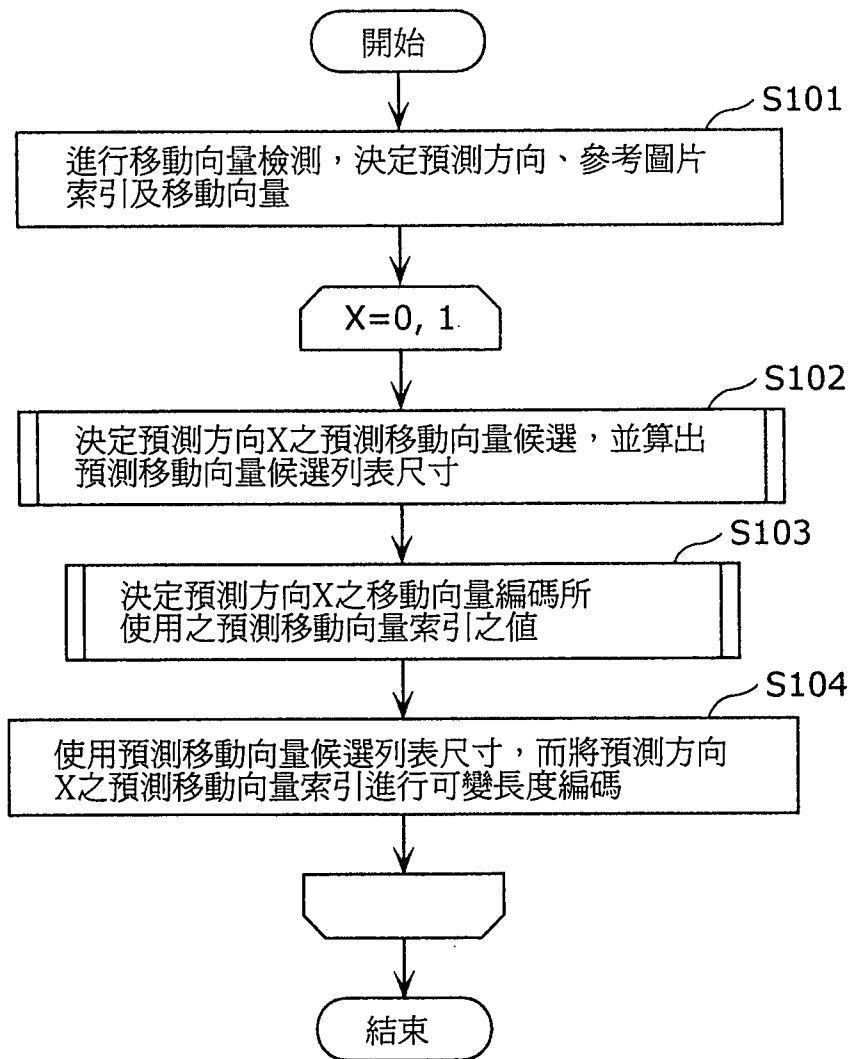 開始
S101
進行移動向量檢測，決定預測方向、參考圖片
索引及移動向量
X=0, 1
S102
決定預測方向X之預測移動向量候選，並算出
預測移動向量候選列表尺寸
S103
決定預測方向X之移動向量編碼所
使用之預測移動向量索引之值
S104
使用預測移動向量候選列表尺寸，而將預測方向
X之預測移動向量索引進行可變長度編碼
結束